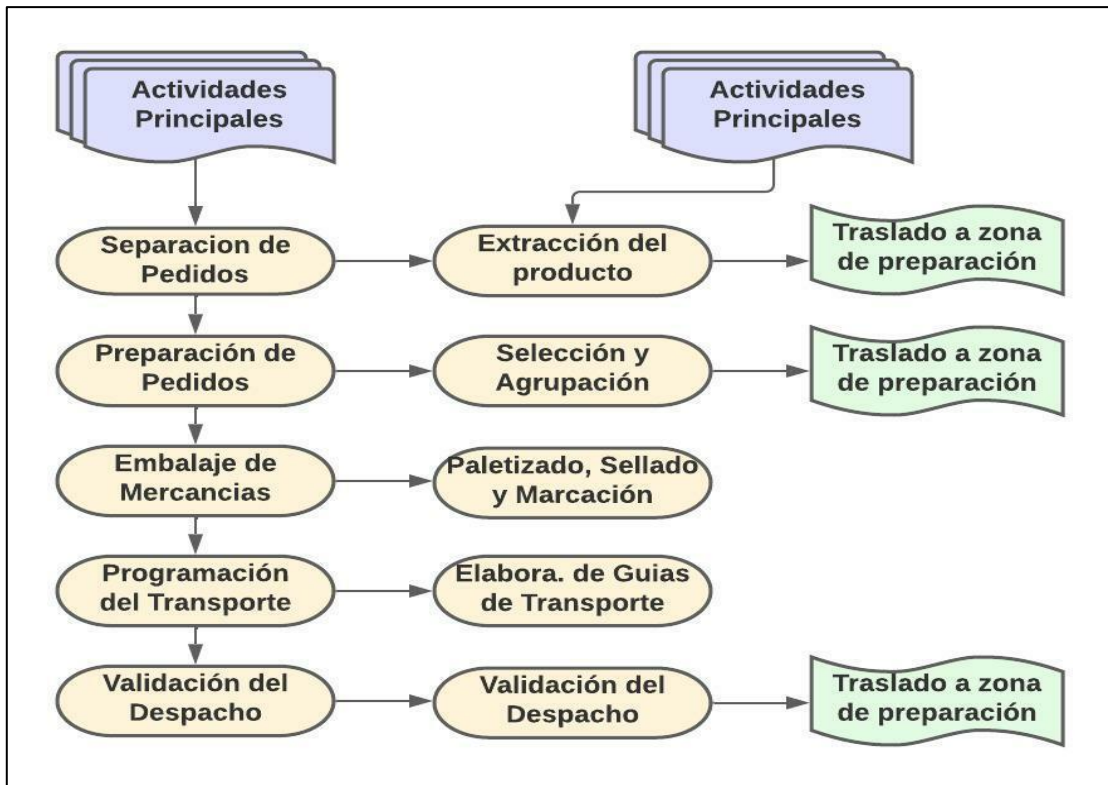 Actividades
Principales
Actividades
Principales
Separacion de
Pedidos
Extracción del
producto
Traslado a zona
de preparación
Preparación de
Pedidos
Selección y
Agrupación
Traslado a zona
de preparación
Embalaje de
Mercancias
Paletizado, Sellado
y Marcación
Programación
del Transporte
Elabora. de Guias
de Transporte
Validación del
Despacho
Validación del
Despacho
Traslado a zona
de preparación